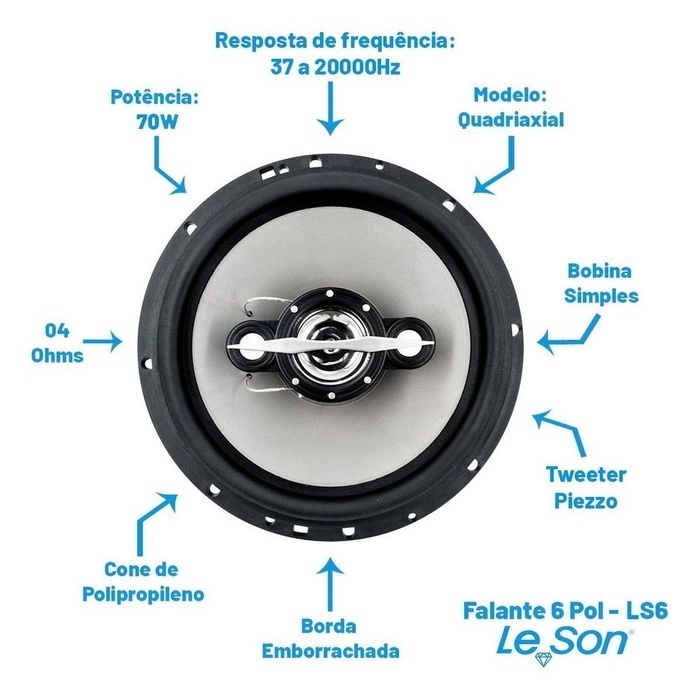 Resposta de frequência:
37 a 20000Hz
Potência:
70W
Modelo:
Quadriaxial
Bobina
Simples
04
Ohms
Tweeter
Piezzo
Cone de
Polipropileno
Borda
Emborrachada
Falante 6 Pol - LS6
Le Son®